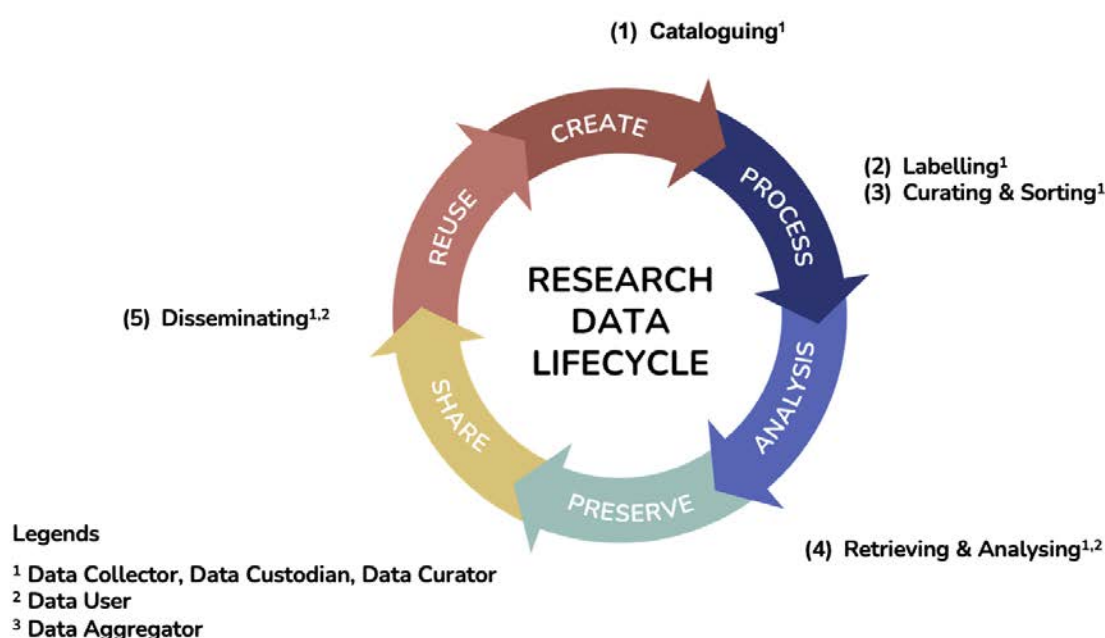 (1) Cataloguing¹
CREATE
PROCESS
(2) Labelling¹
(3) Curating & Sorting¹
REUSE
RESEARCH
DATA
LIFECYCLE
(5) Disseminating¹,²
ANALYSIS
SHARE
PRESERVE
(4) Retrieving & Analysing¹,²
Legends
¹ Data Collector, Data Custodian, Data Curator
² Data User
³ Data Aggregator